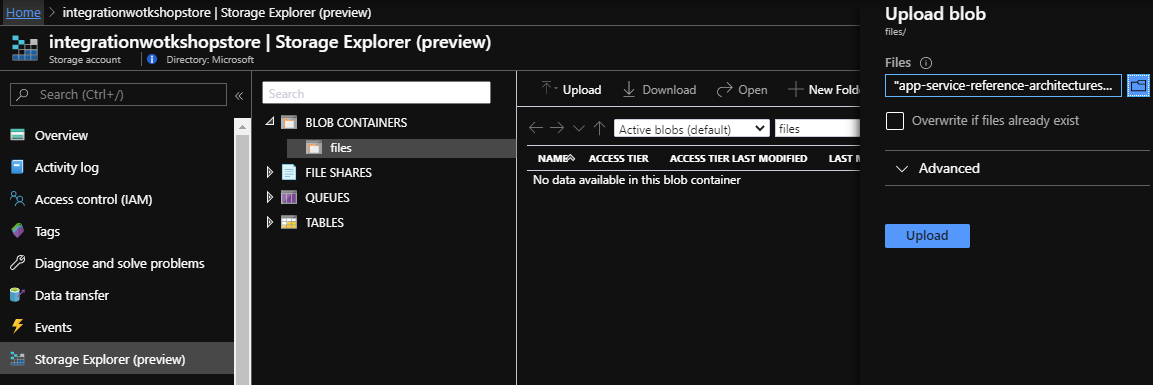 Home > integrationwotkshopstore | Storage Explorer (preview)
integrationwotkshopstore | Storage Explorer (preview)
Storage account
Directory: Microsoft
Search (Ctrl+/)
«
Overview
Activity log
Access control (IAM)
Tags
Diagnose and solve problems
Data transfer
Events
Storage Explorer (preview)
Search
BLOB CONTAINERS
files
FILE SHARES
QUEUES
TABLES
Upload Download Open New Folde
Active blobs (default) files
NAME ACCESS TIER ACCESS TIER LAST MODIFIED LAST M
No data available in this blob container
Upload blob
files/
Files
"app-service-reference-architectures...
Overwrite if files already exist
Advanced
Upload